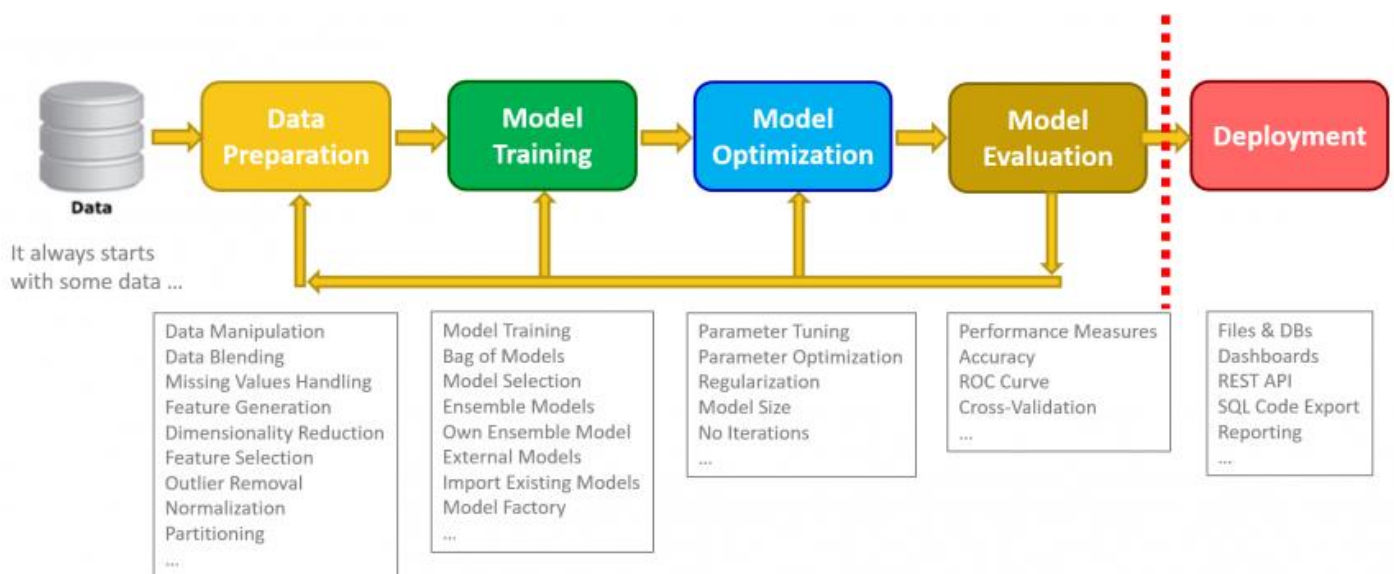 Data
Preparation
Model
Training
Model
Optimization
Model
Evaluation
Deployment
Data
It always starts
with some data ...
Data Manipulation
Data Blending
Missing Values Handling
Feature Generation
Dimensionality Reduction
Feature Selection
Outlier Removal
Normalization
Partitioning
...
Model Training
Bag of Models
Model Selection
Ensemble Models
Own Ensemble Model
External Models
Import Existing Models
Model Factory
...
Parameter Tuning
Parameter Optimization
Regularization
Model Size
No Iterations
...
Performance Measures
Accuracy
ROC Curve
Cross-Validation
...
Files & DBs
Dashboards
REST API
SQL Code Export
Reporting
...